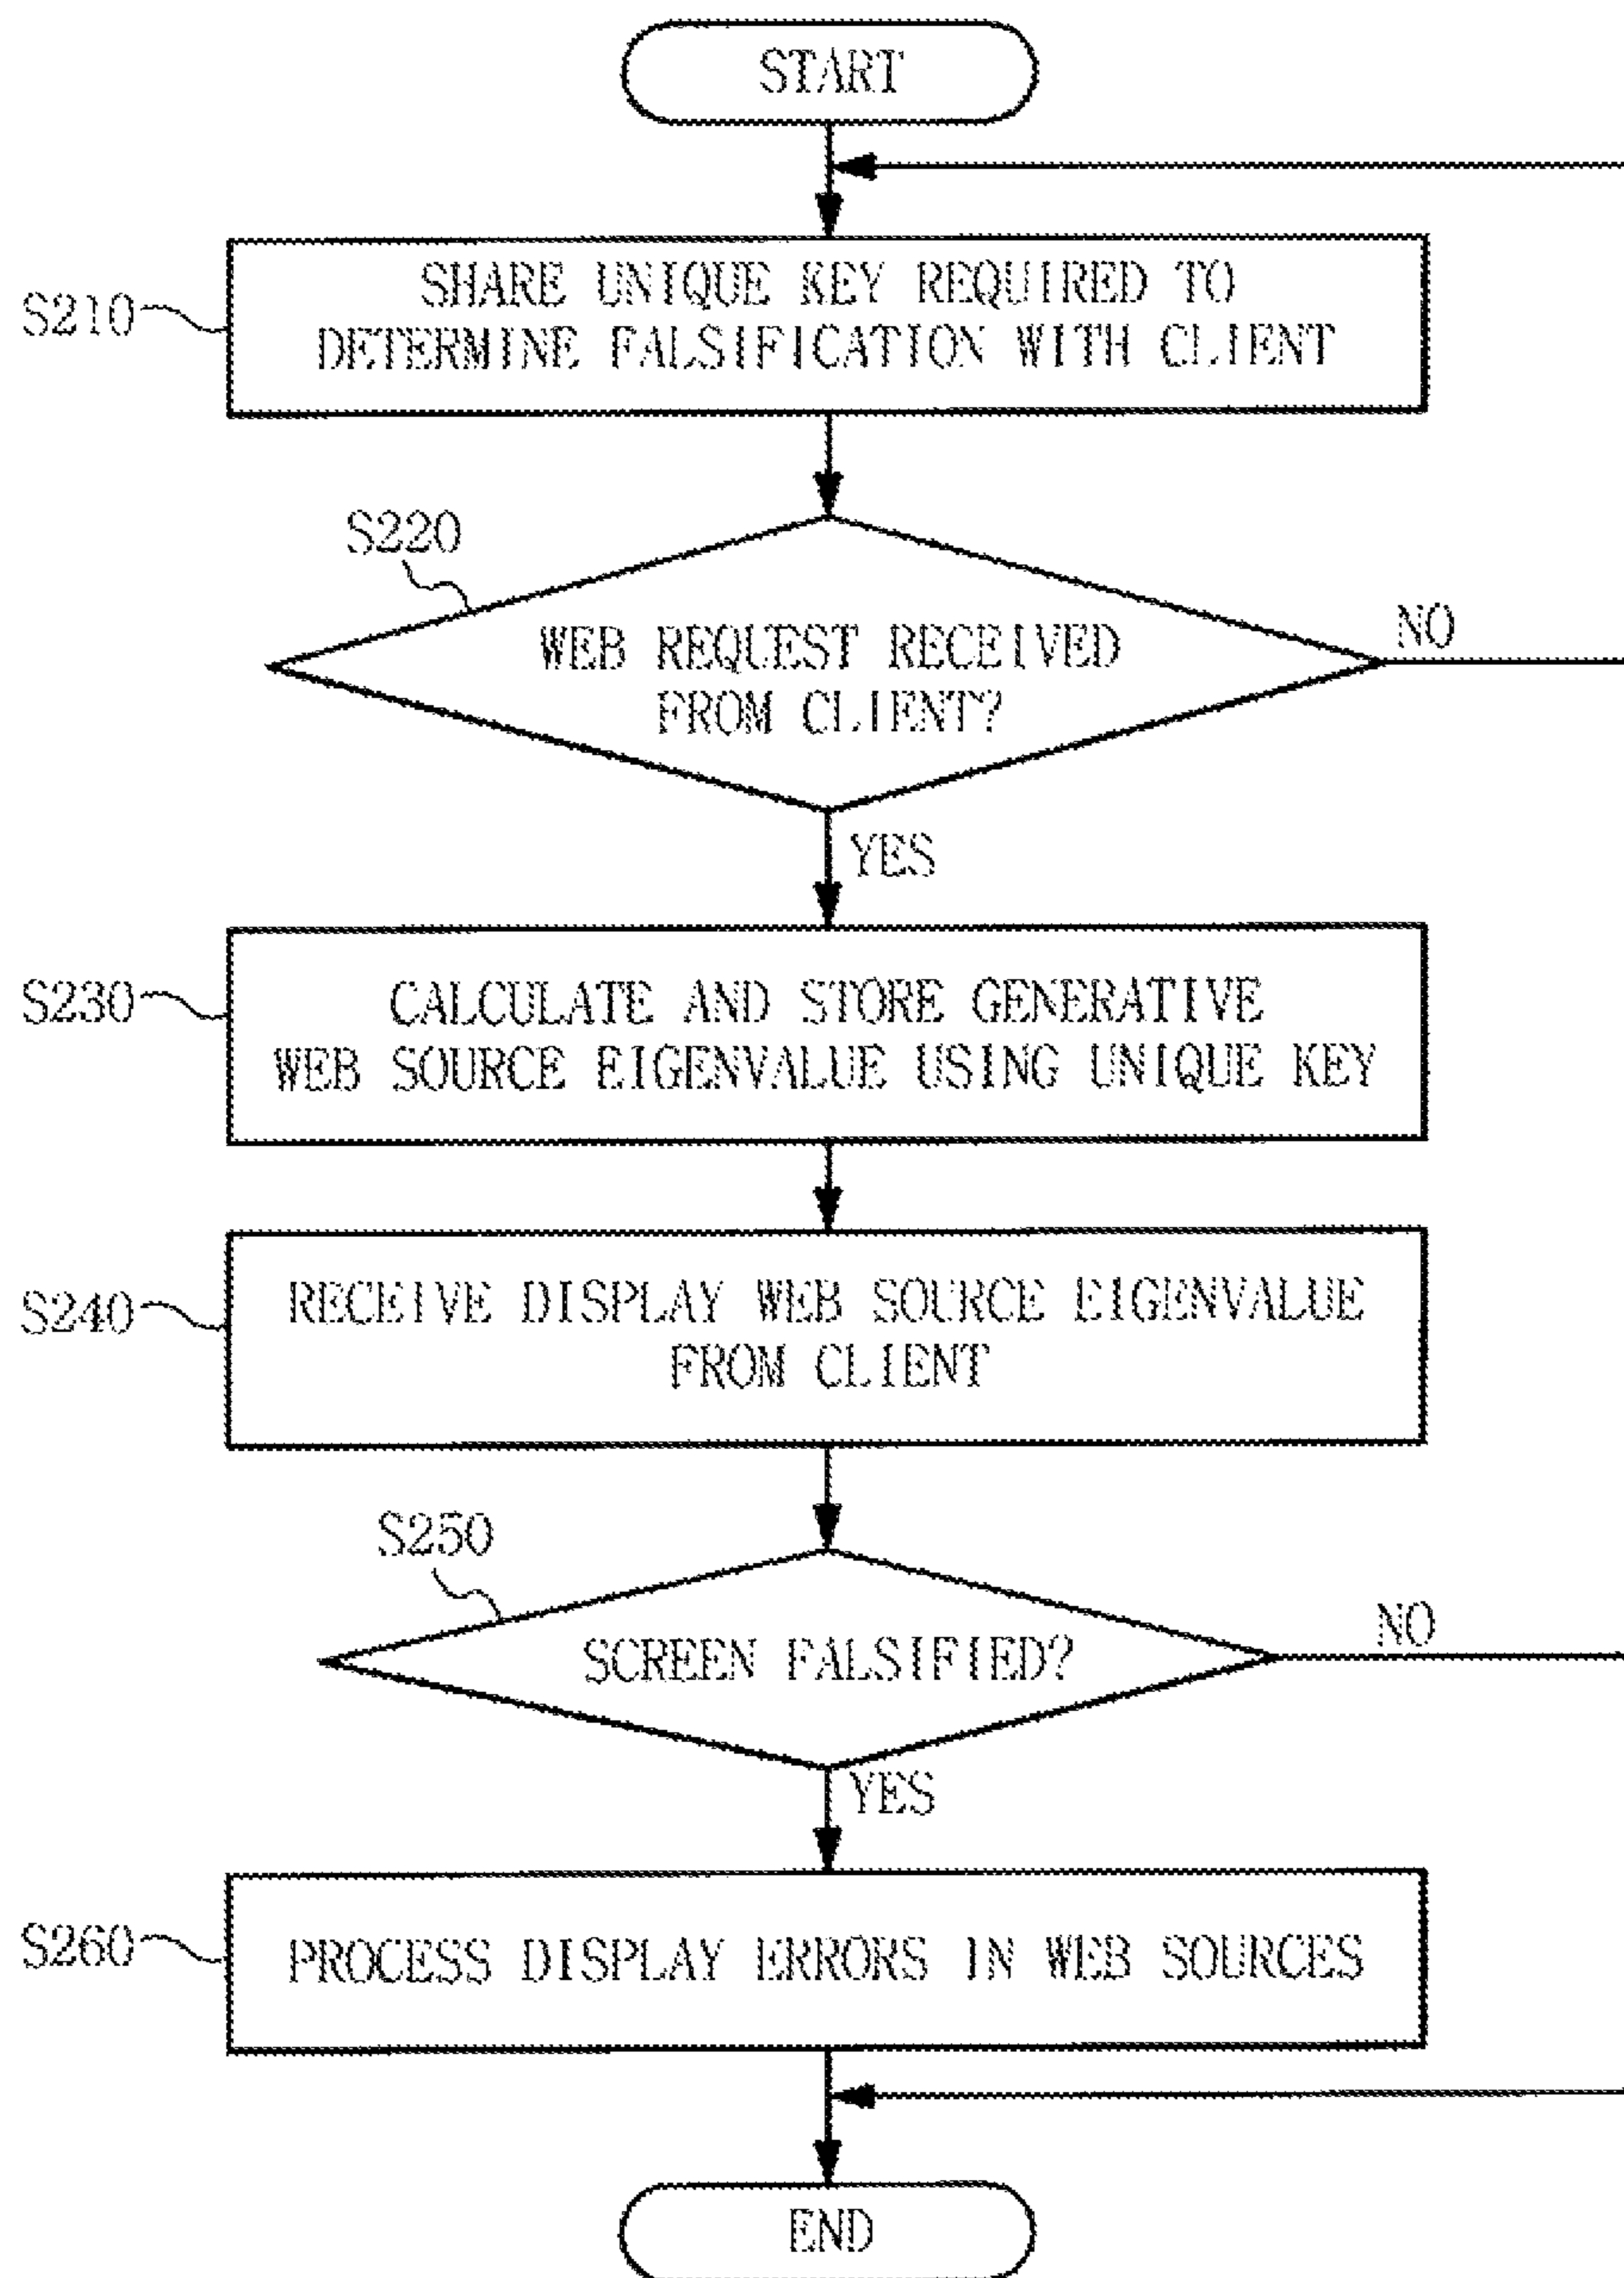 START
S210
SHARE UNIQUE KEY REQUIRED TO
DETERMINE FALSIFICATION WITH CLIENT
S220
WEB REQUEST RECEIVED
FROM CLIENT?
NO
YES
S230
CALCULATE AND STORE GENERATIVE
WEB SOURCE EIGENVALUE USING UNIQUE KEY
S240
RECEIVE DISPLAY WEB SOURCE EIGENVALUE
FROM CLIENT
S250
SCREEN FALSIFIED?
NO
YES
S260
PROCESS DISPLAY ERRORS IN WEB SOURCES
END